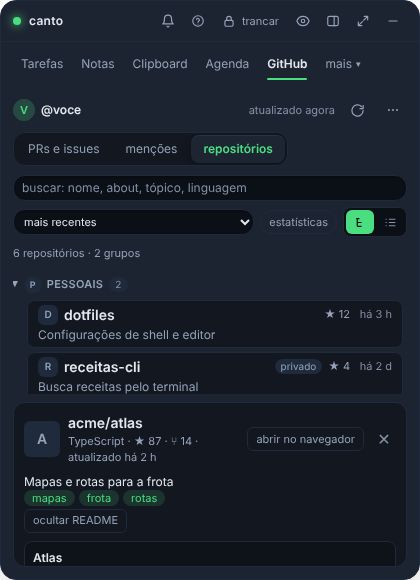 canto
trancar
Tarefas Notas Clipboard Agenda GitHub mais ▾
V @voce atualizado agora
PRs e issues menções repositórios
buscar: nome, about, tópico, linguagem
mais recentes estatísticas
6 repositórios · 2 grupos
▾ P PESSOAIS 2
D dotfiles ★ 12 há 3 h
Configurações de shell e editor
R receitas-cli privado ★ 4 há 2 d
Busca receitas pelo terminal
A acme/atlas
TypeScript · ★ 87 · ⑂ 14 ·
atualizado há 2 h
abrir no navegador
Mapas e rotas para a frota
mapas frota rotas
ocultar README
Atlas